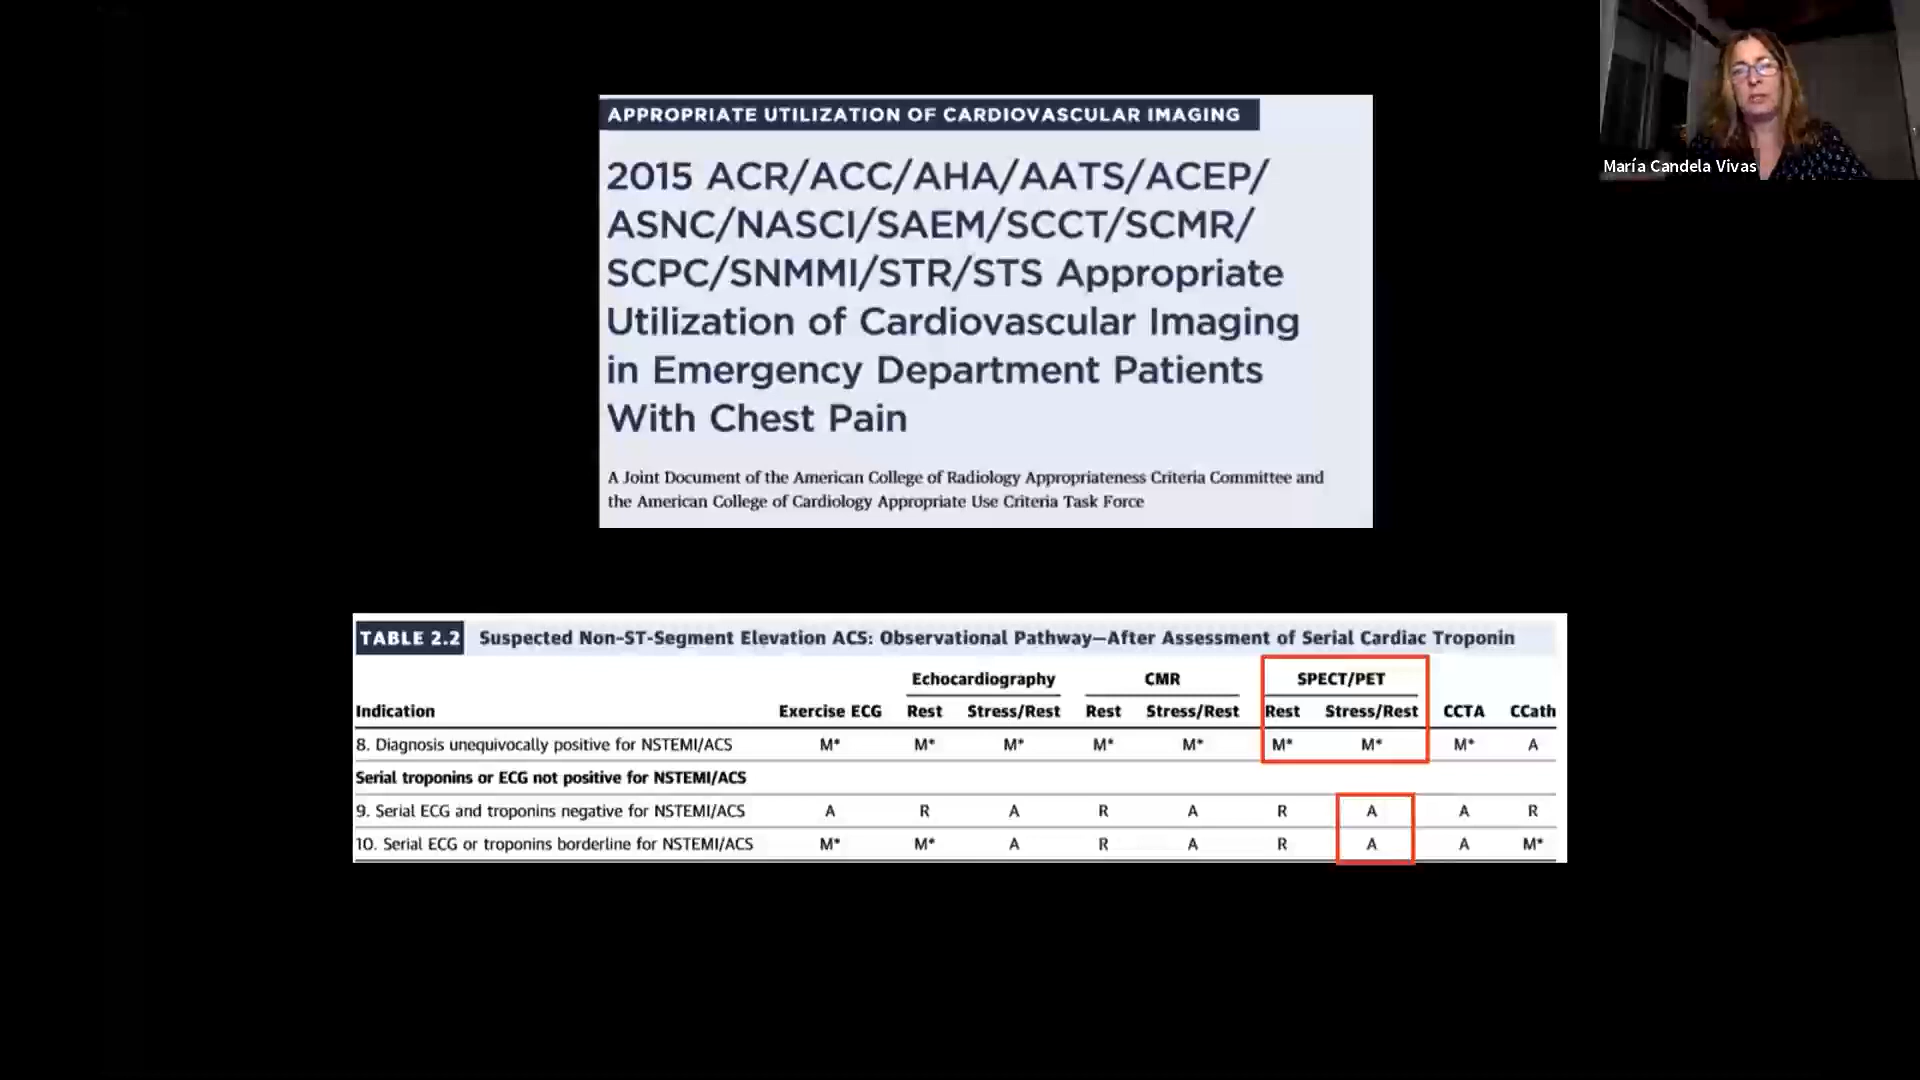 APPROPRIATE UTILIZATION OF CARDIOVASCULAR IMAGING
2015 ACR/ACC/AHA/AATS/ACEP/
ASNC/NASCI/SAEM/SCCT/SCMR/
SCPC/SNMMI/STR/STS Appropriate
Utilization of Cardiovascular Imaging
in Emergency Department Patients
With Chest Pain
A Joint Document of the American College of Radiology Appropriateness Criteria Committee and
the American College of Cardiology Appropriate Use Criteria Task Force
María Candela Vivas
TABLE 2.2 Suspected Non-ST-Segment Elevation ACS: Observational Pathway—After Assessment of Serial Cardiac Troponin
Echocardiography CMR SPECT/PET
Indication Exercise ECG Rest Stress/Rest Rest Stress/Rest Rest Stress/Rest CCTA CCath
8. Diagnosis unequivocally positive for NSTEMI/ACS M* M* M* M* M* M* M* M* A
Serial troponins or ECG not positive for NSTEMI/ACS
9. Serial ECG and troponins negative for NSTEMI/ACS A R A R A R A A R
10. Serial ECG or troponins borderline for NSTEMI/ACS M* M* A R A R A A M*